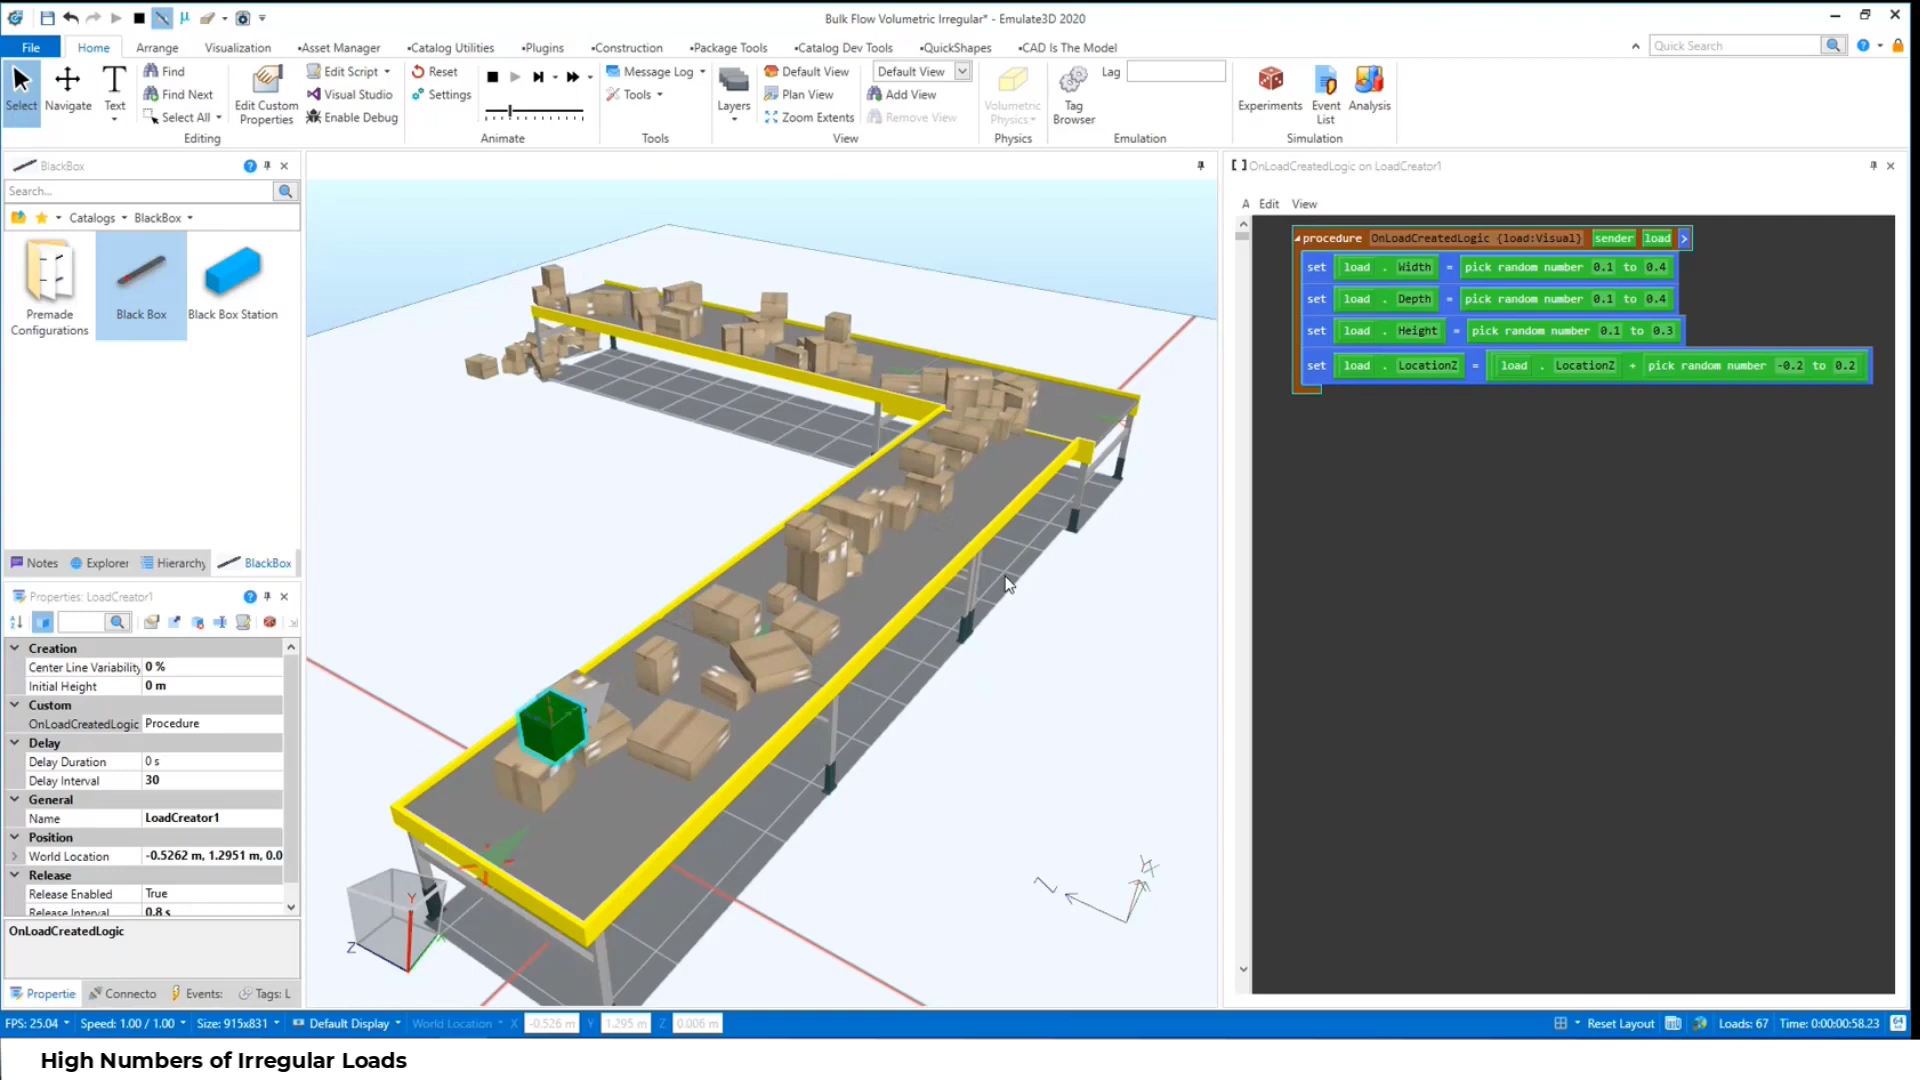 Bulk Flow Volumetric Irregular* - Emulate3D 2020
File Home Arrange Visualization •Asset Manager •Catalog Utilities •Plugins •Construction •Package Tools •Catalog Dev Tools •QuickShapes •CAD Is The Model Quick Search
Select Navigate Text
Find
Find Next
Select All
Editing
Edit Custom Properties
Edit Script
Visual Studio
Enable Debug
Reset
Settings
Animate
Message Log
Tools
Tools
Layers
Default View
Plan View
Zoom Extents
Default View
Add View
Remove View
View
Volumetric Physics
Physics
Tag Browser
Lag
Emulation
Experiments
Event List
Analysis
Simulation
BlackBox
Search...
Catalogs BlackBox
Premade Configurations
Black Box
Black Box Station
Notes Explorer Hierarchy BlackBox
Properties: LoadCreator1
Creation
Center Line Variability 0 %
Initial Height 0 m
Custom
OnLoadCreatedLogic Procedure
Delay
Delay Duration 0 s
Delay Interval 30
General
Name LoadCreator1
Position
World Location -0.5262 m, 1.2951 m, 0.0
Release
Release Enabled True
Release Interval 0.8 s
OnLoadCreatedLogic
Propertie Connecto Events: Tags: L
Y
Z
OnLoadCreatedLogic on LoadCreator1
A Edit View
procedure OnLoadCreatedLogic {load:Visual} sender load >
set load . Width = pick random number 0.1 to 0.4
set load . Depth = pick random number 0.1 to 0.4
set load . Height = pick random number 0.1 to 0.3
set load . LocationZ = load . LocationZ + pick random number -0.2 to 0.2
FPS: 25.04 Speed: 1.00 / 1.00 Size: 915x831 Default Display World Location X -0.526 m Y 1.295 m Z 0.006 m Reset Layout Loads: 67 Time: 0:00:00:58.23 64
High Numbers of Irregular Loads